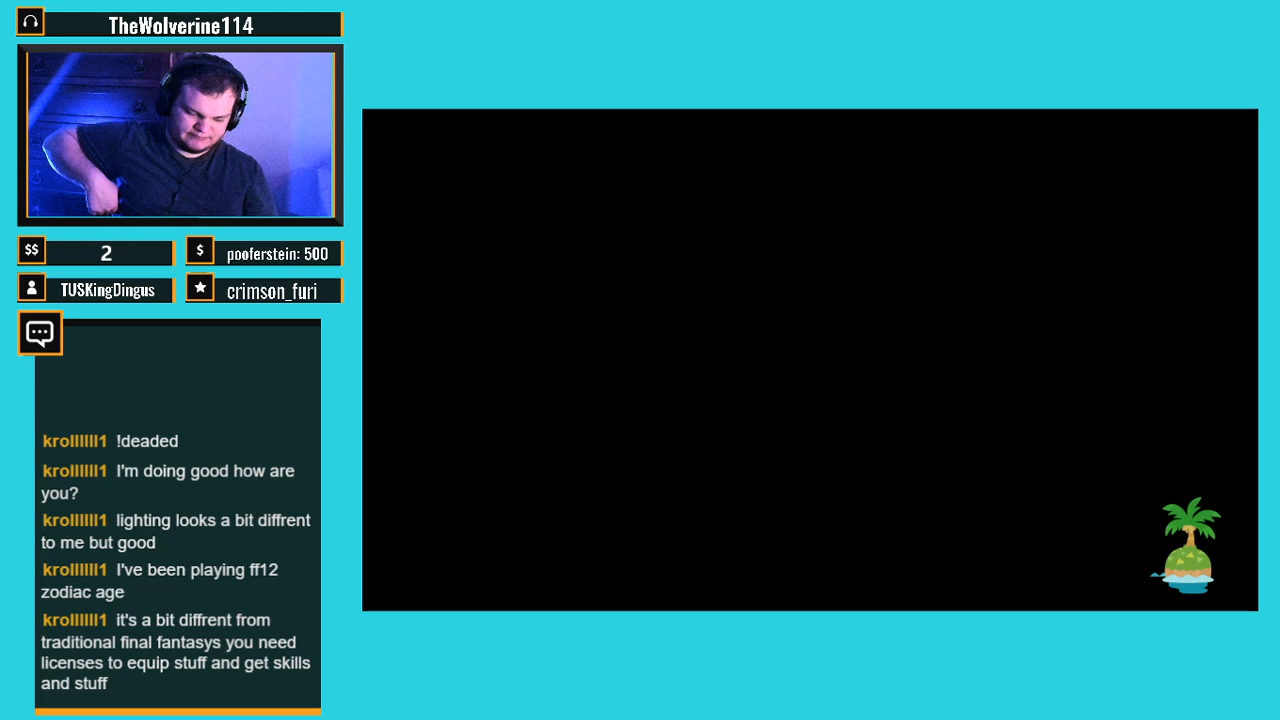 TheWolverine114
$$ 2
$ pooferstein: 500
TUSKingDingus
crimson_furi
krollllll1 !deaded
krollllll1 I'm doing good how are
you?
krollllll1 lighting looks a bit diffrent
to me but good
krollllll1 I've been playing ff12
zodiac age
krollllll1 it's a bit diffrent from
traditional final fantasys you need
licenses to equip stuff and get skills
and stuff